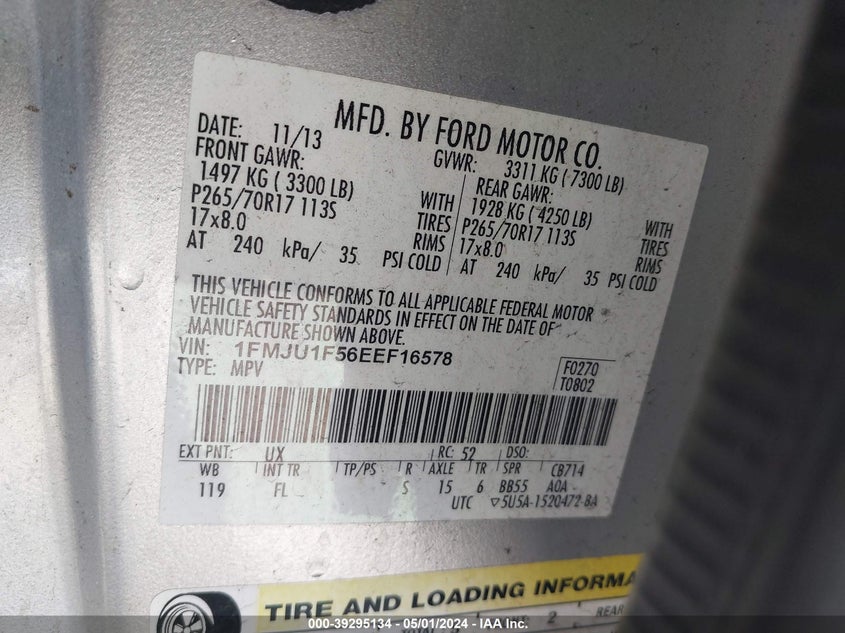 MFD. BY FORD MOTOR CO.
DATE: 11/13 GVWR: 3311 KG ( 7300 LB)
FRONT GAWR: REAR GAWR:
1497 KG ( 3300 LB) WITH 1928 KG ( 4250 LB) WITH
P265/70R17 113S TIRES P265/70R17 113S TIRES
17x8.0 RIMS 17x8.0 RIMS
AT 240 kPa/ 35 PSI COLD AT 240 kPa/ 35 PSI COLD
THIS VEHICLE CONFORMS TO ALL APPLICABLE FEDERAL MOTOR
VEHICLE SAFETY STANDARDS IN EFFECT ON THE DATE OF
MANUFACTURE SHOWN ABOVE.
VIN: 1FMJU1F56EEF16578
TYPE: MPV
F0270
T0802
EXT PNT: UX RC: 52 DSO:
WB INT TR TP/PS R AXLE TR SPR CB714
119 FL S 15 6 BB55 AOA
UTC ▽5U5A-1520472-BA
TIRE AND LOADING INFORMA
2 REAR
000-39295134 - 05/01/2024 - IAA Inc.